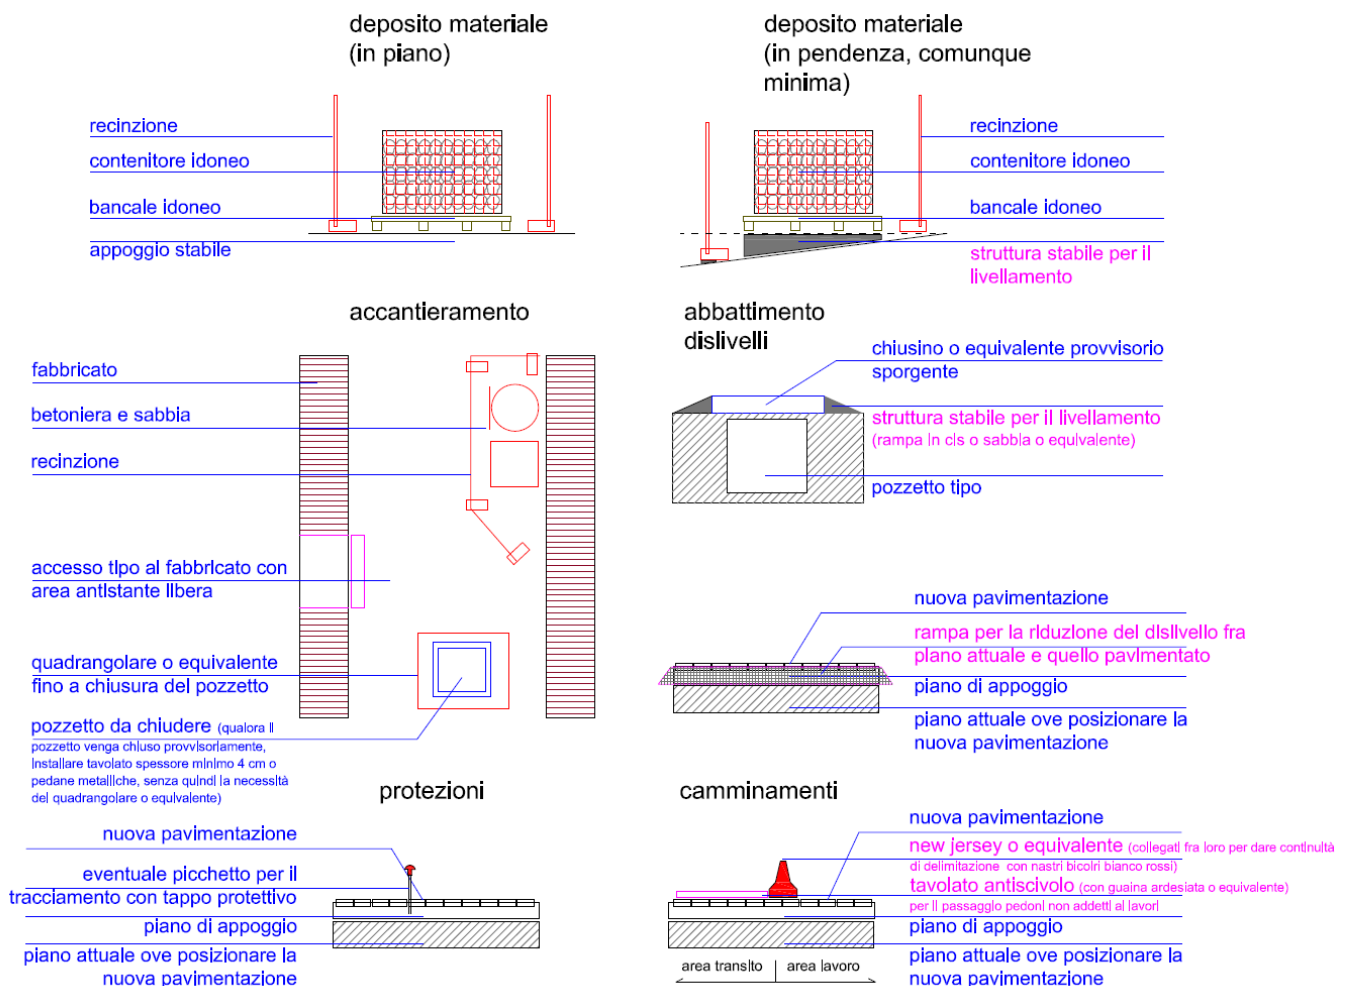 deposito materiale
(in piano)
recinzione
contenitore idoneo
bancale idoneo
appoggio stabile
deposito materiale
(in pendenza, comunque
minima)
recinzione
contenitore idoneo
bancale idoneo
struttura stabile per il
livellamento
accantieramento
fabbricato
betoniera e sabbia
recinzione
accesso tipo al fabbricato con
area antistante libera
quadrangolare o equivalente
fino a chiusura del pozzetto
pozzetto da chiudere (qualora il
pozzetto venga chiuso provvisoriamente,
installare tavolato spessore minimo 4 cm o
pedane metalliche, senza quindi la necessità
del quadrangolare o equivalente)
abbattimento
dislivelli
chiusino o equivalente provvisorio
sporgente
struttura stabile per il livellamento
(rampa in cls o sabbia o equivalente)
pozzetto tipo
nuova pavimentazione
rampa per la riduzione del dislivello fra
piano attuale e quello pavimentato
piano di appoggio
piano attuale ove posizionare la
nuova pavimentazione
protezioni
nuova pavimentazione
eventuale picchetto per il
tracciamento con tappo protettivo
piano di appoggio
piano attuale ove posizionare la
nuova pavimentazione
camminamenti
nuova pavimentazione
new jersey o equivalente (collegati fra loro per dare continuità
di delimitazione con nastri bicolri bianco rossi)
tavolato antiscivolo (con guaina ardesiata o equivalente)
per il passaggio pedoni non addetti ai lavori
piano di appoggio
piano attuale ove posizionare la
nuova pavimentazione
area transito
area lavoro